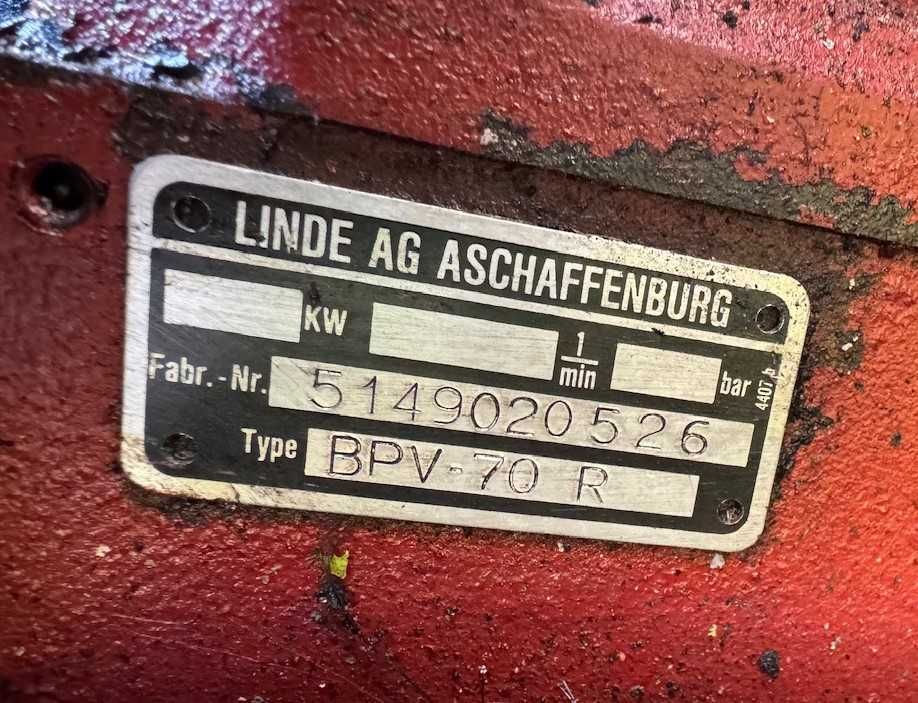 LINDE AG ASCHAFFENBURG
KW 1/min bar
Fabr.-Nr. 5149020526
Type BPV-70 R
4407 b